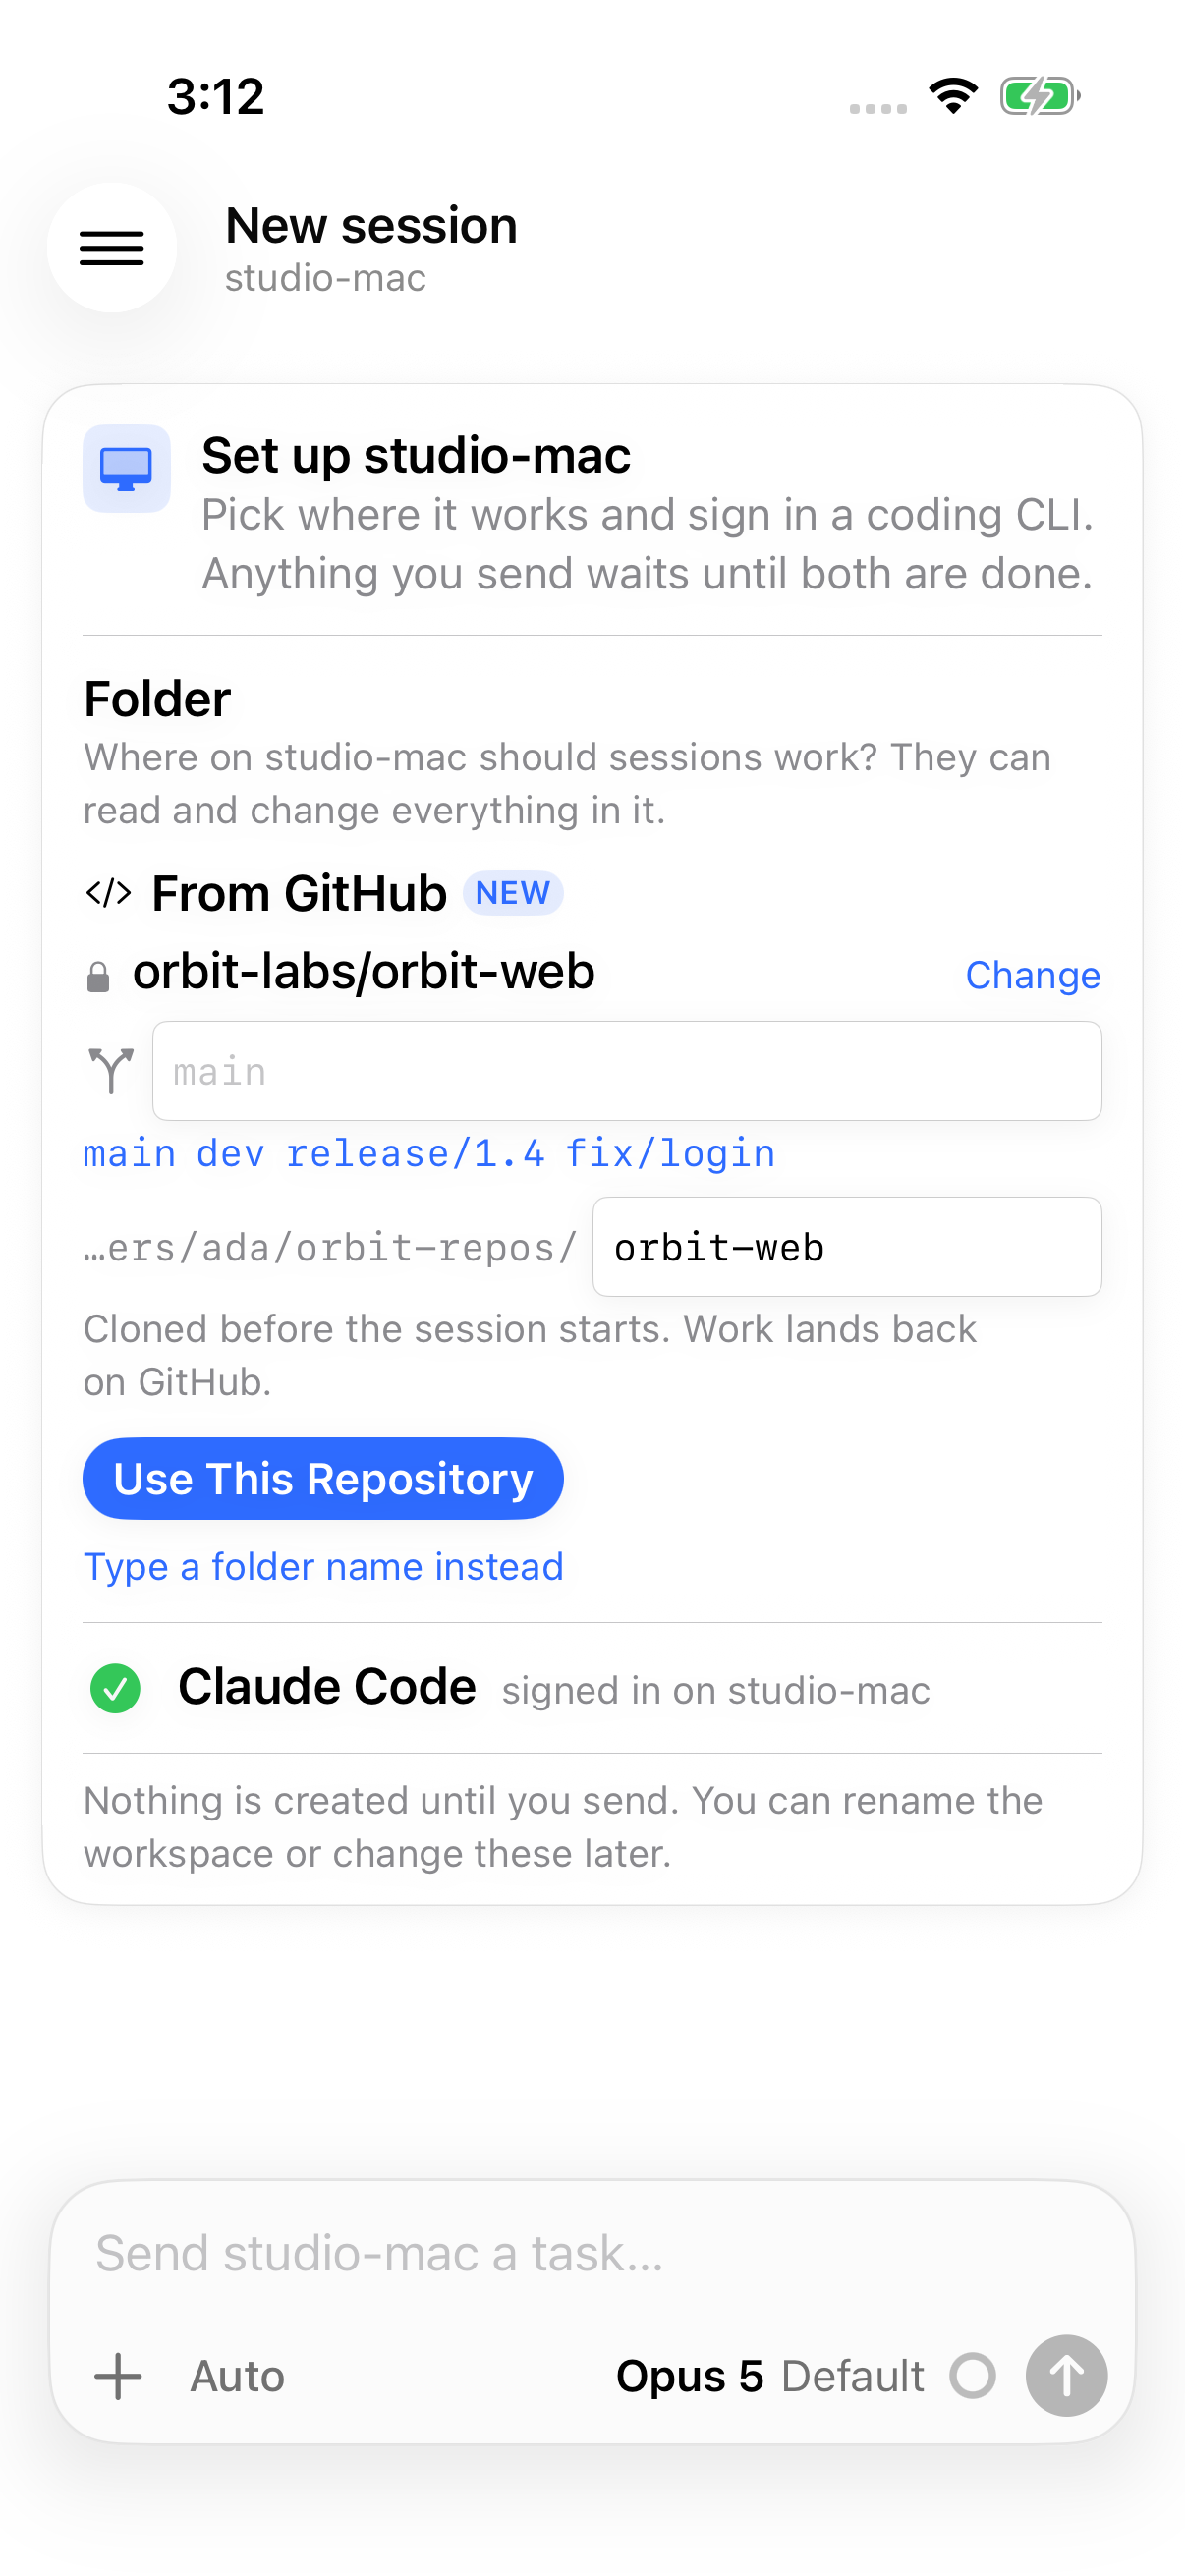 3:12
New session
studio-mac
Set up studio-mac
Pick where it works and sign in a coding CLI.
Anything you send waits until both are done.
Folder
Where on studio-mac should sessions work? They can
read and change everything in it.
</> From GitHub NEW
orbit-labs/orbit-web Change
main
main dev release/1.4 fix/login
…ers/ada/orbit-repos/ orbit-web
Cloned before the session starts. Work lands back
on GitHub.
Use This Repository
Type a folder name instead
Claude Code signed in on studio-mac
Nothing is created until you send. You can rename the
workspace or change these later.
Send studio-mac a task...
Auto Opus 5 Default